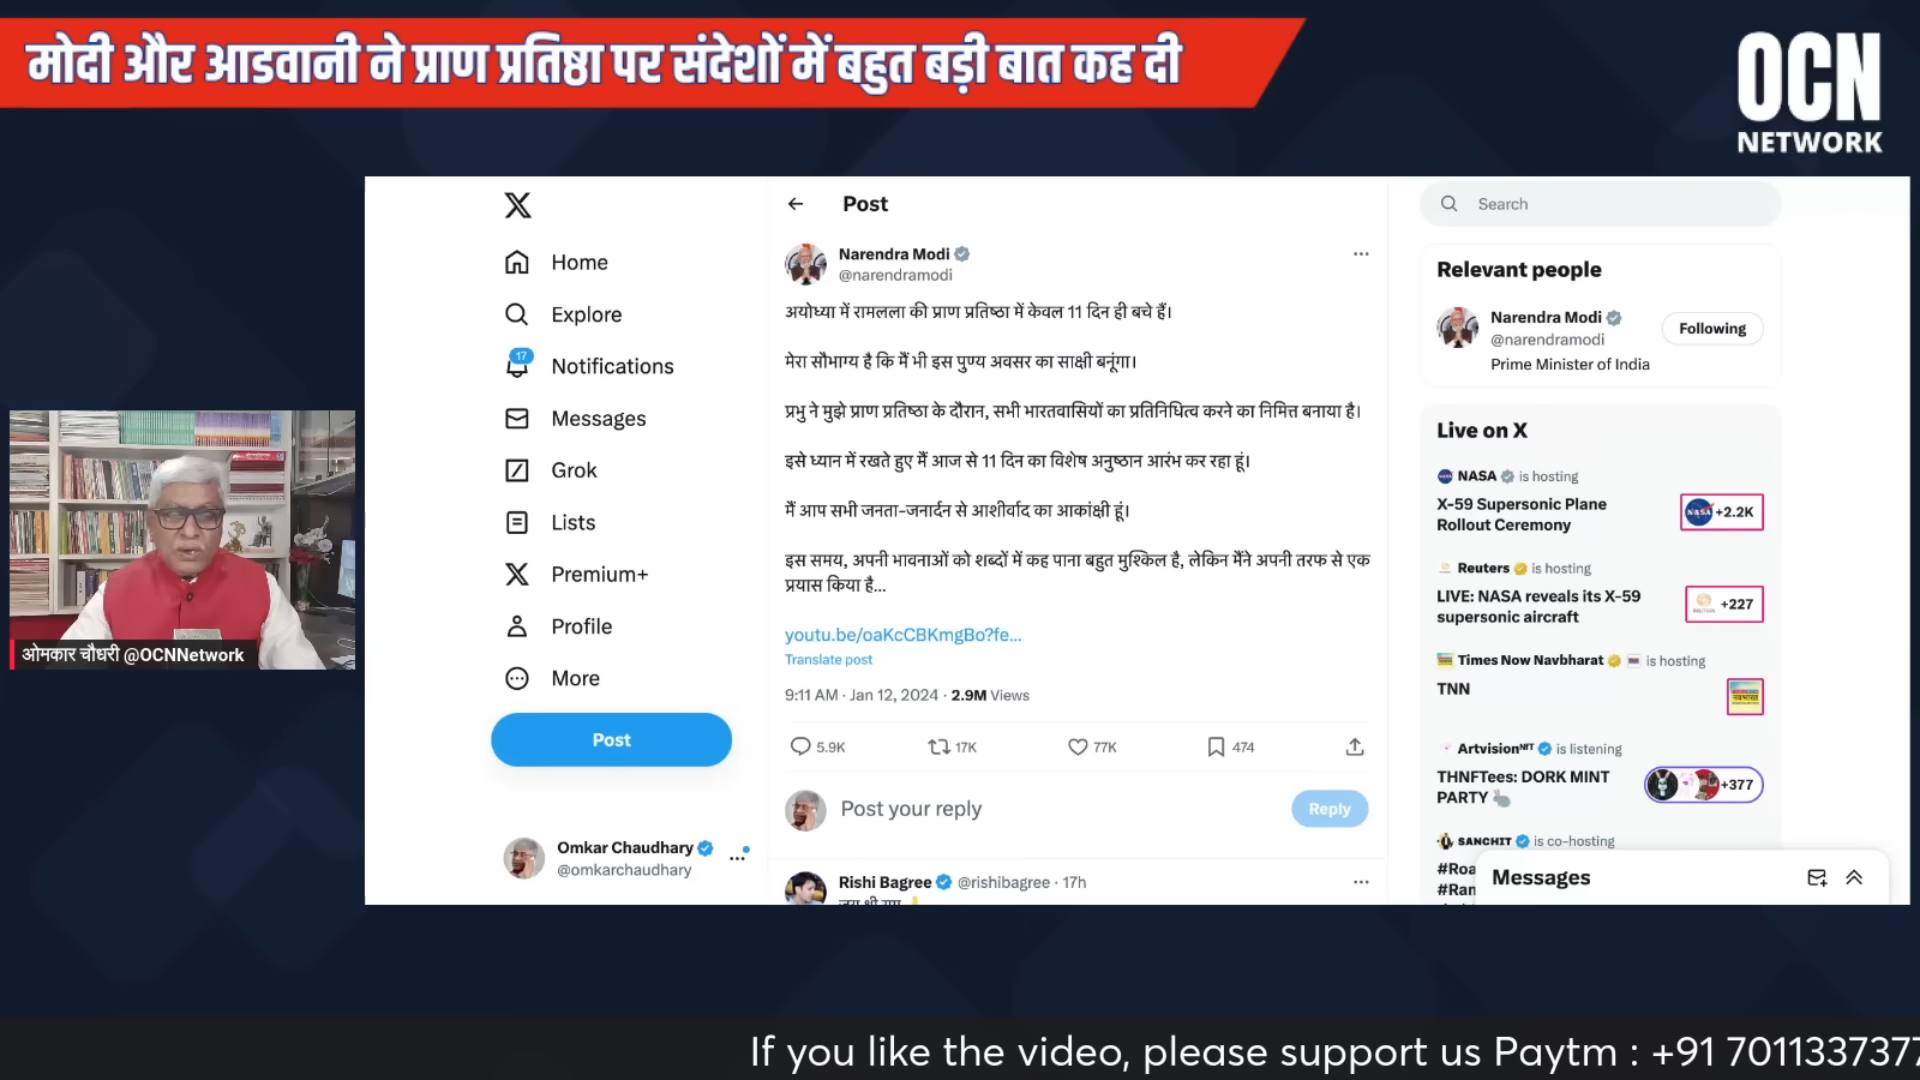 मोदी और आडवानी ने प्राण प्रतिष्ठा पर संदेशों में बहुत बड़ी बात कह दी
OCN
NETWORK
ओमकार चौधरी @OCNNetwork
X
Home
Explore
17
Notifications
Messages
Grok
Lists
Premium+
Profile
More
Post
Omkar Chaudhary
@omkarchaudhary
Post
Narendra Modi
@narendramodi
अयोध्या में रामलला की प्राण प्रतिष्ठा में केवल 11 दिन ही बचे हैं।
मेरा सौभाग्य है कि मैं भी इस पुण्य अवसर का साक्षी बनूंगा।
प्रभु ने मुझे प्राण प्रतिष्ठा के दौरान, सभी भारतवासियों का प्रतिनिधित्व करने का निमित्त बनाया है।
इसे ध्यान में रखते हुए मैं आज से 11 दिन का विशेष अनुष्ठान आरंभ कर रहा हूं।
मैं आप सभी जनता-जनार्दन से आशीर्वाद का आकांक्षी हूं।
इस समय, अपनी भावनाओं को शब्दों में कह पाना बहुत मुश्किल है, लेकिन मैंने अपनी तरफ से एक
प्रयास किया है...
youtu.be/oaKcCBKmgBo?fe...
Translate post
9:11 AM · Jan 12, 2024 · 2.9M Views
5.9K 17K 77K 474
Post your reply
Reply
Rishi Bagree @rishibagree · 17h
जय श्री राम
Search
Relevant people
Narendra Modi
@narendramodi
Following
Prime Minister of India
Live on X
NASA is hosting
X-59 Supersonic Plane
Rollout Ceremony
NASA +2.2K
Reuters is hosting
LIVE: NASA reveals its X-59
supersonic aircraft
+227
Times Now Navbharat is hosting
TNN
Artvisionᴺᶠᵀ is listening
THNFTees: DORK MINT
PARTY
+377
SANCHIT is co-hosting
#Roa
#Ran
Messages
If you like the video, please support us Paytm : +91 7011337377